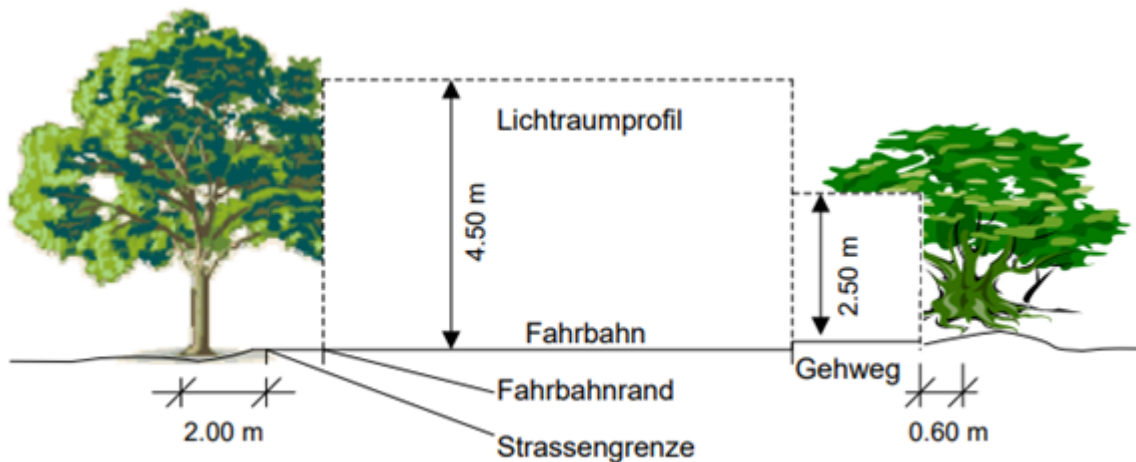 Lichtraumprofil
4.50 m
2.50 m
Fahrbahn
Gehweg
Fahrbahnrand
2.00 m
0.60 m
Strassengrenze